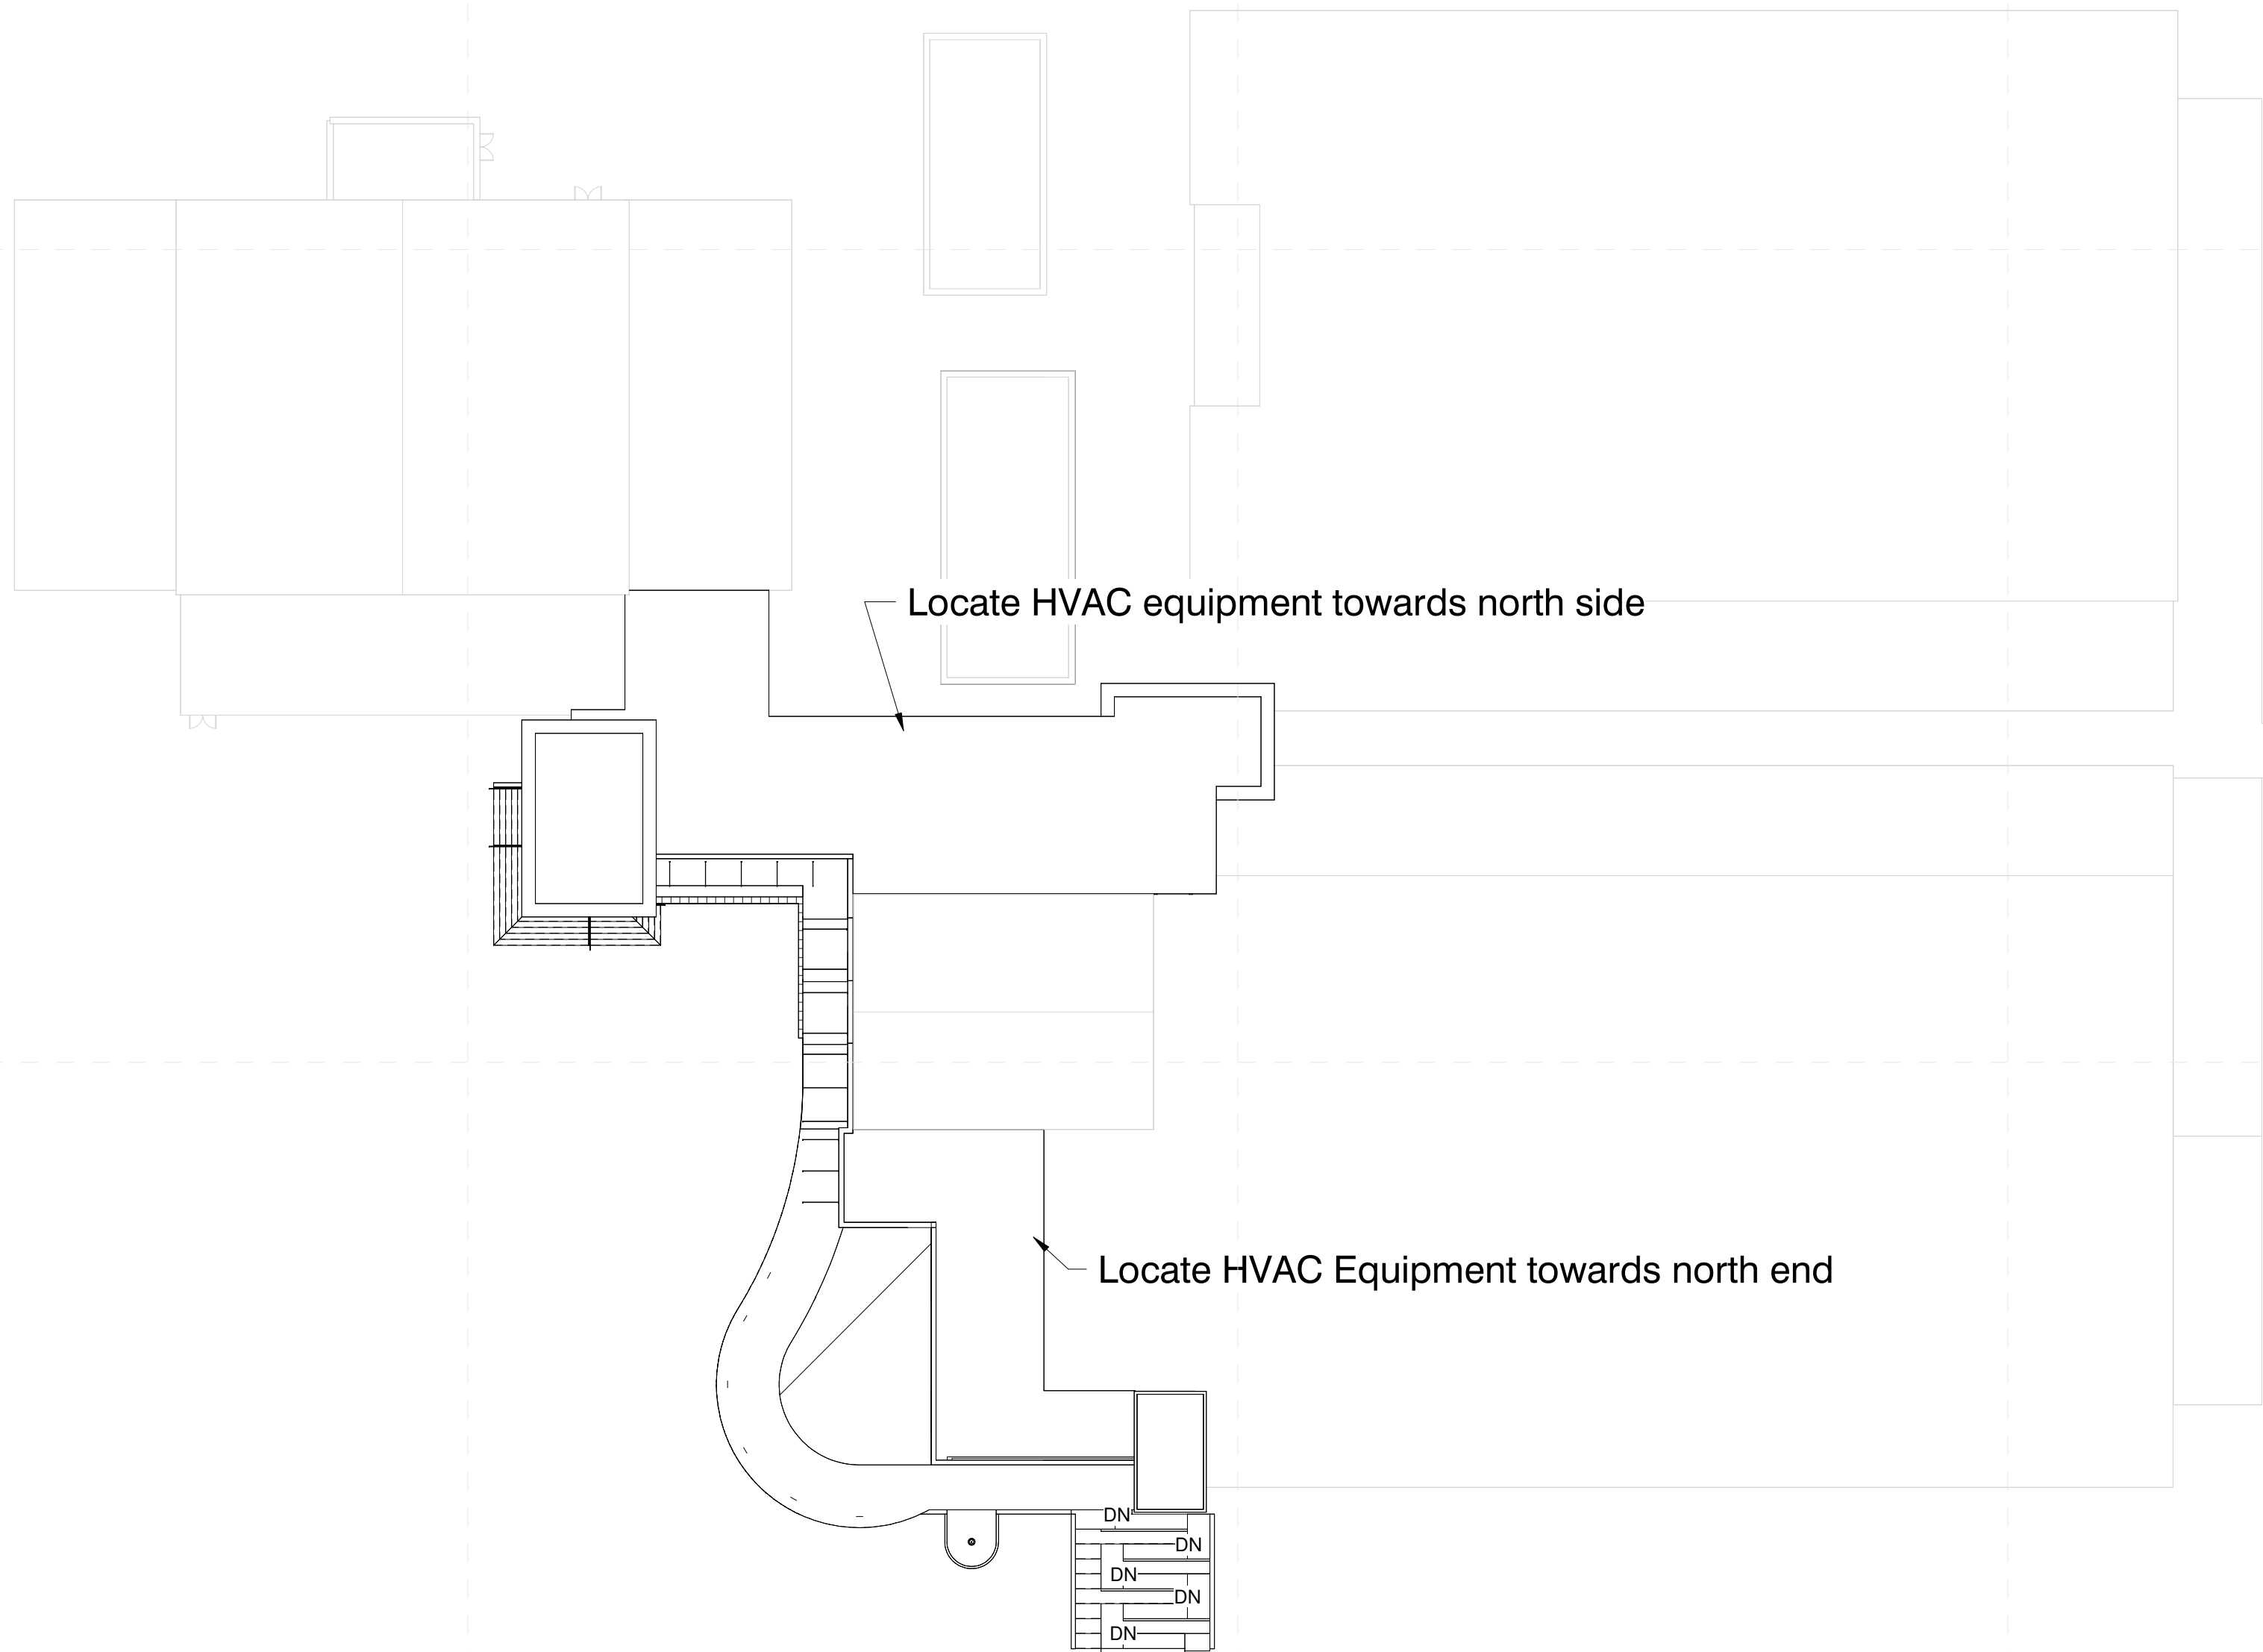 Locate HVAC equipment towards north side
Locate HVAC Equipment towards north end
DN
DN
DN
DN
DN